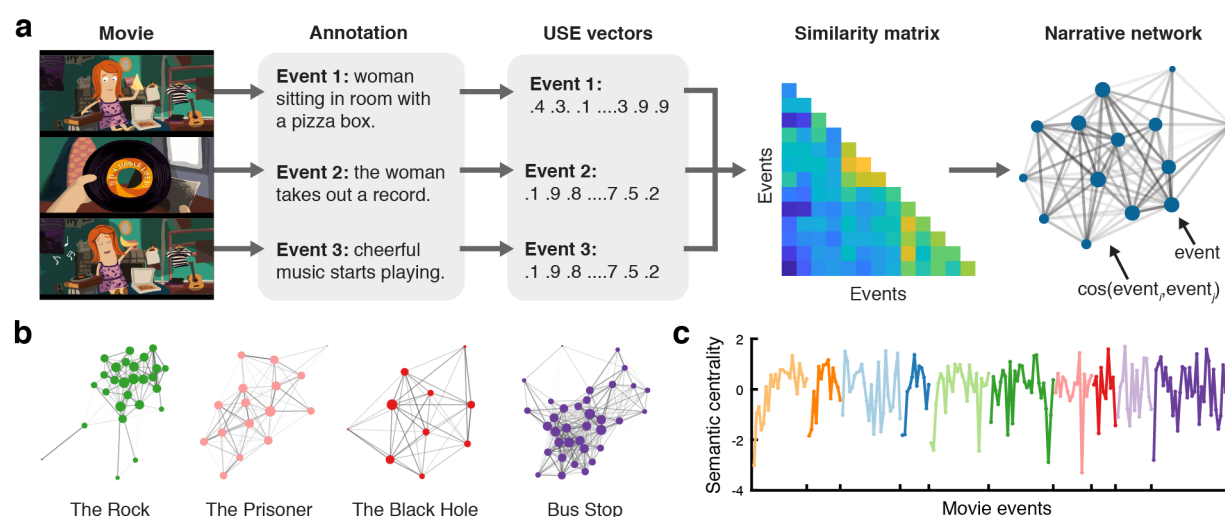 a
Movie
Annotation
USE vectors
Similarity matrix
Narrative network
Event 1: woman
sitting in room with
a pizza box.
Event 2: the woman
takes out a record.
Event 3: cheerful
music starts playing.
Event 1:
.4 .3. .1 ....3 .9 .9
Event 2:
.1 .9 .8 ....7 .5 .2
Event 3:
.1 .9 .8 ....7 .5 .2
Events
Events
event
cos(eventi,eventj)
b
The Rock
The Prisoner
The Black Hole
Bus Stop
c
Semantic centrality
2
0
-2
-4
Movie events